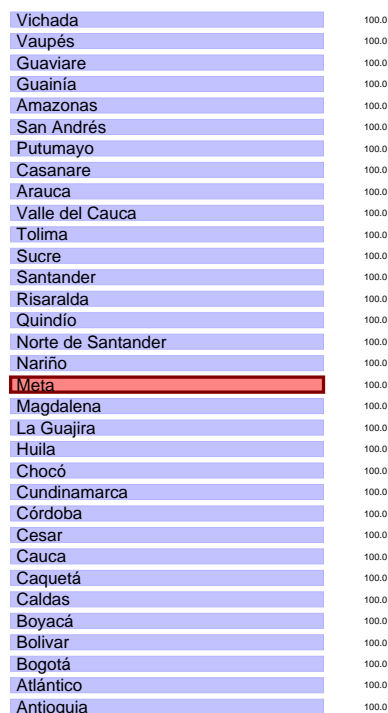 Vichada 100.0
Vaupés 100.0
Guaviare 100.0
Guainía 100.0
Amazonas 100.0
San Andrés 100.0
Putumayo 100.0
Casanare 100.0
Arauca 100.0
Valle del Cauca 100.0
Tolima 100.0
Sucre 100.0
Santander 100.0
Risaralda 100.0
Quindío 100.0
Norte de Santander 100.0
Nariño 100.0
Meta 100.0
Magdalena 100.0
La Guajira 100.0
Huila 100.0
Chocó 100.0
Cundinamarca 100.0
Córdoba 100.0
Cesar 100.0
Cauca 100.0
Caquetá 100.0
Caldas 100.0
Boyacá 100.0
Bolivar 100.0
Bogotá 100.0
Atlántico 100.0
Antioquia 100.0